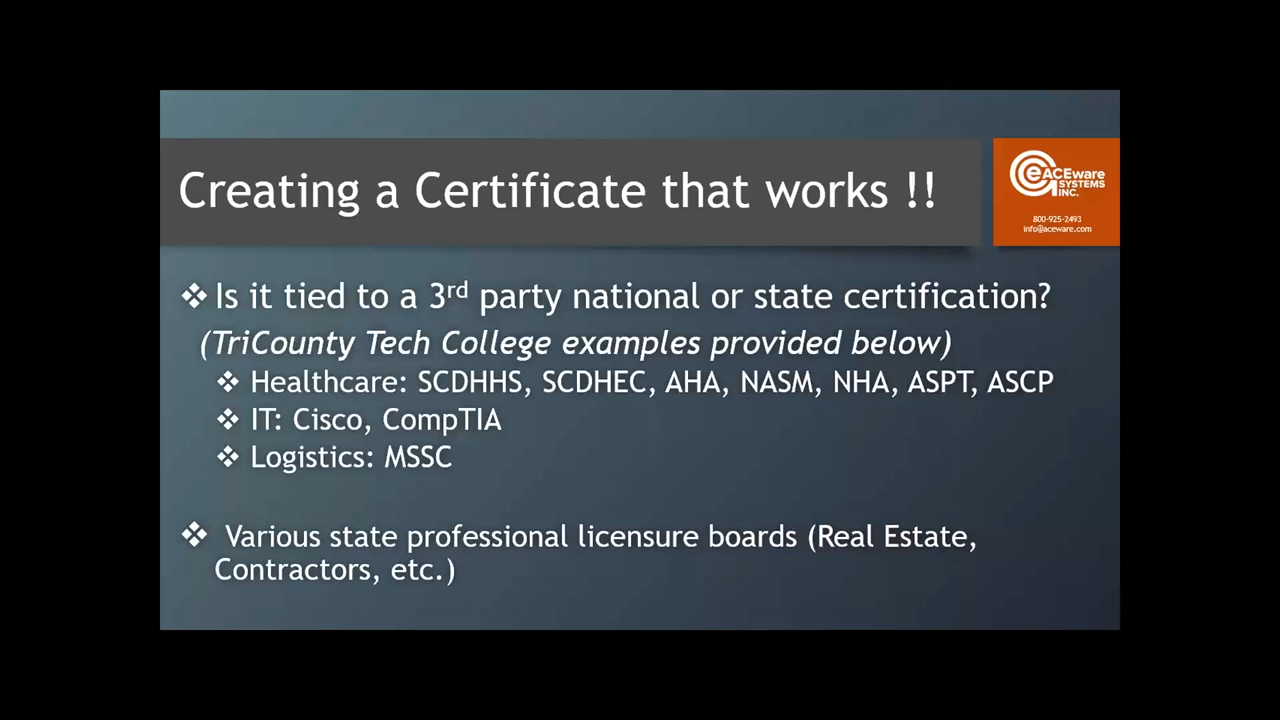 Creating a Certificate that works !!
eACEware
SYSTEMS
INC.
800-925-2493
info@aceware.com
❖ Is it tied to a 3rd party national or state certification?
(TriCounty Tech College examples provided below)
❖ Healthcare: SCDHHS, SCDHEC, AHA, NASM, NHA, ASPT, ASCP
❖ IT: Cisco, CompTIA
❖ Logistics: MSSC
❖ Various state professional licensure boards (Real Estate,
Contractors, etc.)